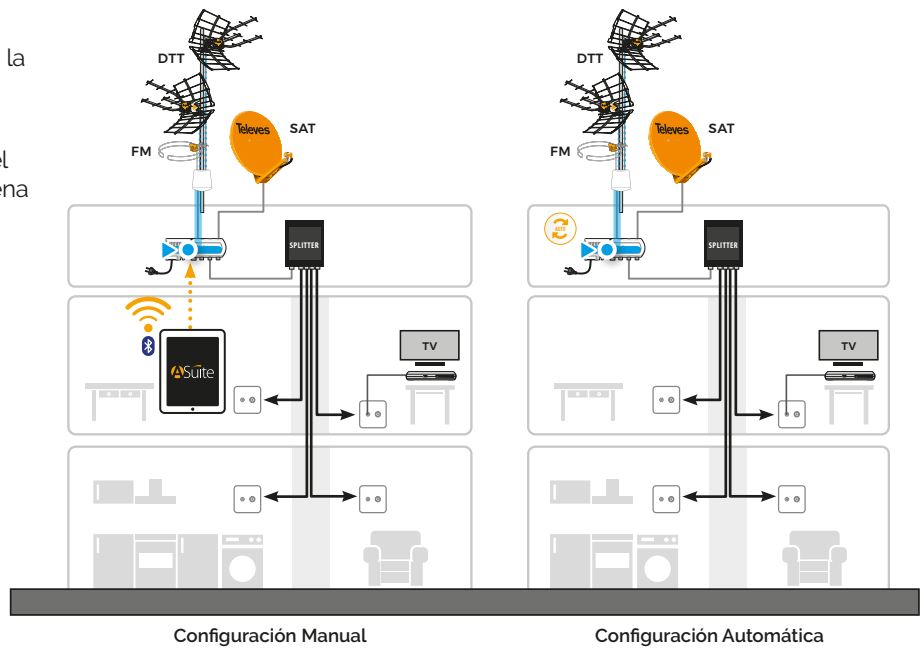 la
el
ena
DTT
FM
Televes
SAT
SPLITTER
ASuite
TV
Configuración Manual
DTT
FM
Televes
SAT
AUTO
SPLITTER
TV
Configuración Automática